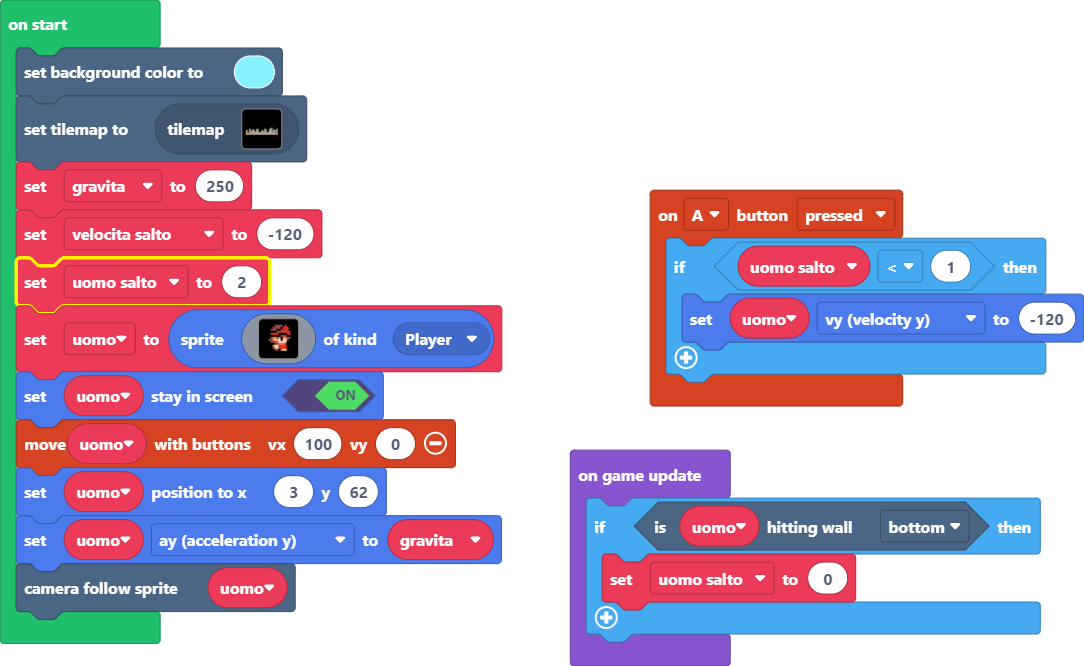 on start
set background color to
set tilemap to tilemap
set gravita to 250
set velocita salto to -120
set uomo salto to 2
set uomo to sprite of kind Player
set uomo stay in screen ON
move uomo with buttons vx 100 vy 0
set uomo position to x 3 y 62
set uomo ay (acceleration y) to gravita
camera follow sprite uomo
on A button pressed
if uomo salto < 1 then
set uomo vy (velocity y) to -120
on game update
if is uomo hitting wall bottom then
set uomo salto to 0